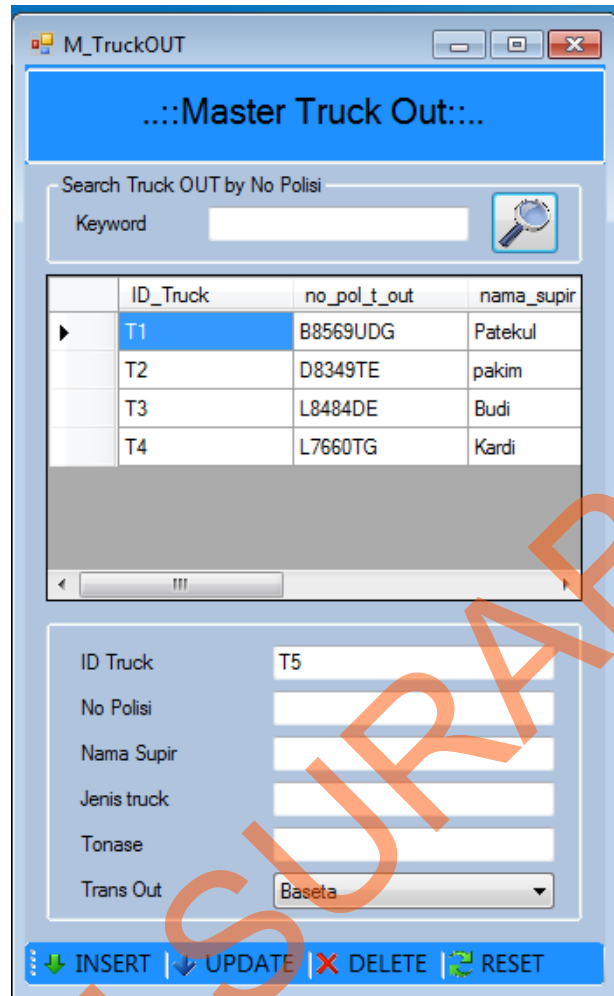 M_TruckOUT
..::Master Truck Out::..
Search Truck OUT by No Polisi
Keyword
ID_Truck no_pol_t_out nama_supir
T1 B8569UDG Patekul
T2 D8349TE pakim
T3 L8484DE Budi
T4 L7660TG Kardi
ID Truck T5
No Polisi
Nama Supir
Jenis truck
Tonase
Trans Out Baseta
INSERT UPDATE DELETE RESET
SURA